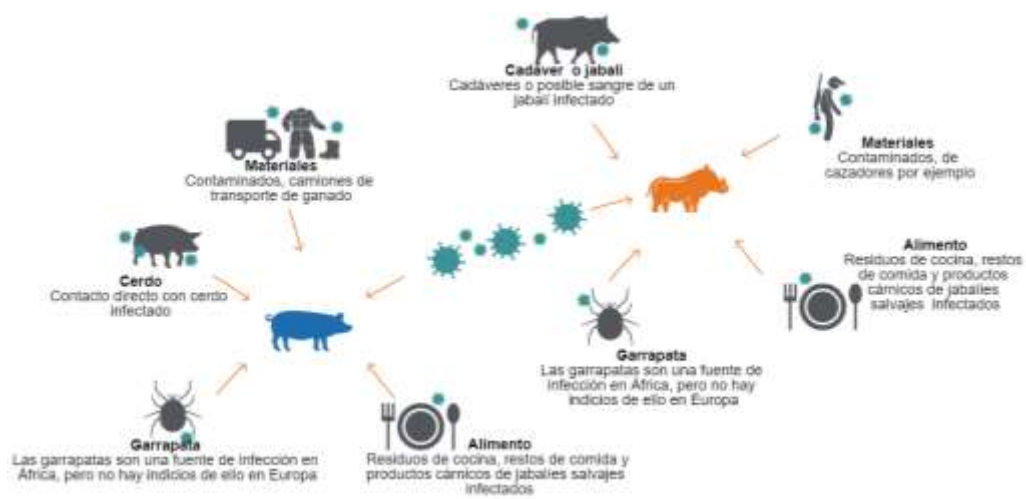 Cadáver o jabalí
Cadáveres o posible sangre de un
jabalí infectado
Materiales
Contaminados, de
cazadores por ejemplo
Materiales
Contaminados, camiones de
transporte de ganado
Alimento
Residuos de cocina, restos
de comida y productos
cárnicos de jabalíes
salvajes infectados
Cerdo
Contacto directo con cerdo
infectado
Garrapata
Las garrapatas son una fuente de
infección en África, pero no hay
indicios de ello en Europa
Garrapata
Las garrapatas son una fuente de infección en
África, pero no hay indicios de ello en Europa
Alimento
Residuos de cocina, restos de comida y
productos cárnicos de jabalíes salvajes
infectados